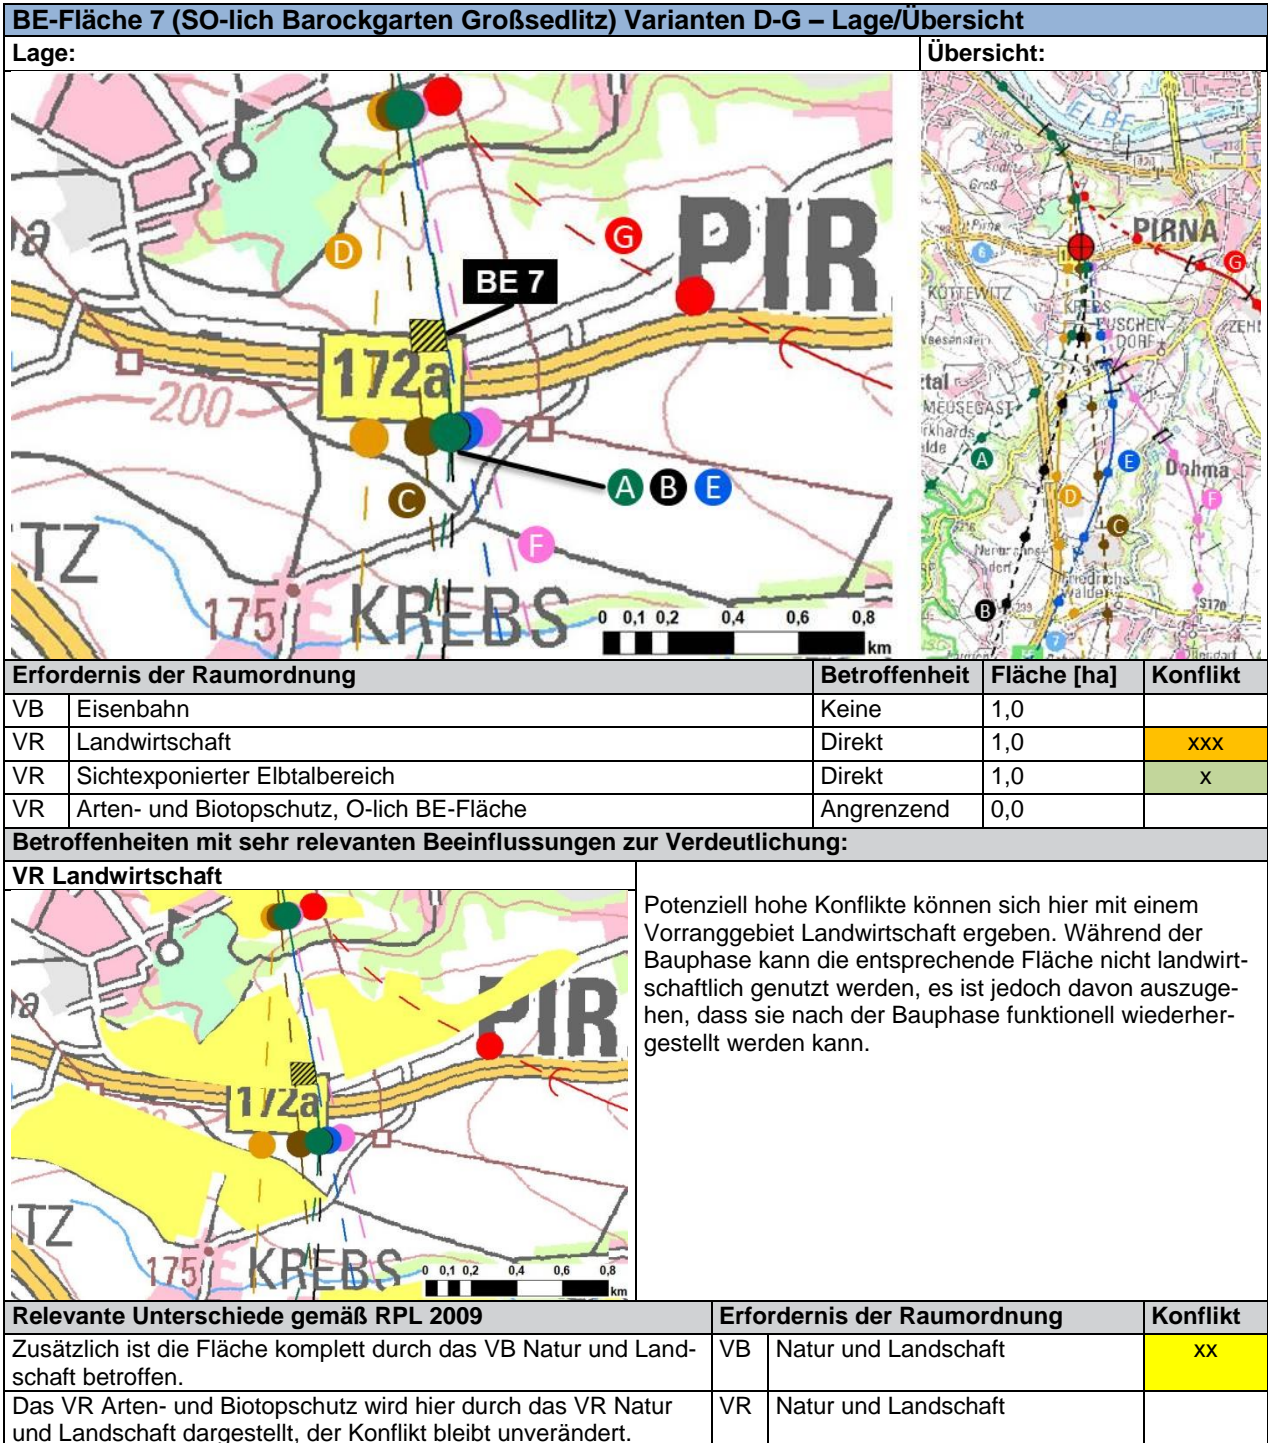 BE-Fläche 7 (SO-lich Barockgarten Großsedlitz) Varianten D-G – Lage/Übersicht
Lage: Übersicht:
D
G
PIR
BE 7
172a
200
A B E
C
F
TZ
175
KREBS
0 0,1 0,2 0,4 0,6 0,8
km
ELBE
PIRNA
G
KOTTEWITZ
KREBS
MEUSEGAST
A
E
Dohma
D
F
C
B
S170
7
Erfordernis der Raumordnung Betroffenheit Fläche [ha] Konflikt
VB Eisenbahn Keine 1,0
VR Landwirtschaft Direkt 1,0 xxx
VR Sichtexponierter Elbtalbereich Direkt 1,0 x
VR Arten- und Biotopschutz, O-lich BE-Fläche Angrenzend 0,0
Betroffenheiten mit sehr relevanten Beeinflussungen zur Verdeutlichung:
VR Landwirtschaft
PIR
172a
TZ
175
KREBS
0 0,1 0,2 0,4 0,6 0,8
km
Potenziell hohe Konflikte können sich hier mit einem
Vorranggebiet Landwirtschaft ergeben. Während der
Bauphase kann die entsprechende Fläche nicht landwirt-
schaftlich genutzt werden, es ist jedoch davon auszuge-
hen, dass sie nach der Bauphase funktionell wiederher-
gestellt werden kann.
Relevante Unterschiede gemäß RPL 2009 Erfordernis der Raumordnung Konflikt
Zusätzlich ist die Fläche komplett durch das VB Natur und Land- VB Natur und Landschaft xx
schaft betroffen.
Das VR Arten- und Biotopschutz wird hier durch das VR Natur VR Natur und Landschaft
und Landschaft dargestellt, der Konflikt bleibt unverändert.